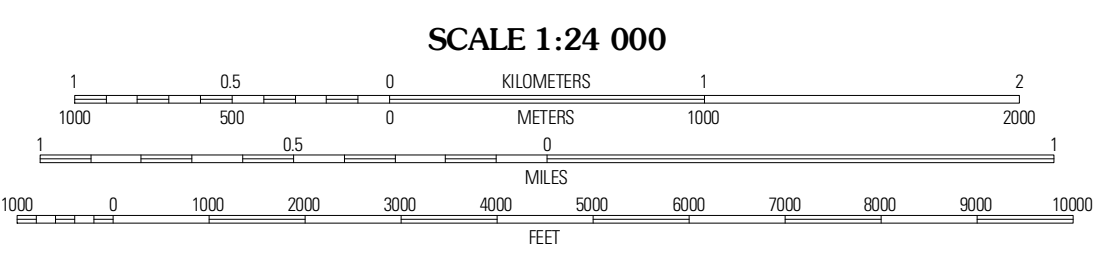 SCALE 1:24 000
1 0.5 0 KILOMETERS 1 2
1000 500 0 METERS 1000 2000
1 0.5 0 1
MILES
1000 0 1000 2000 3000 4000 5000 6000 7000 8000 9000 10000
FEET